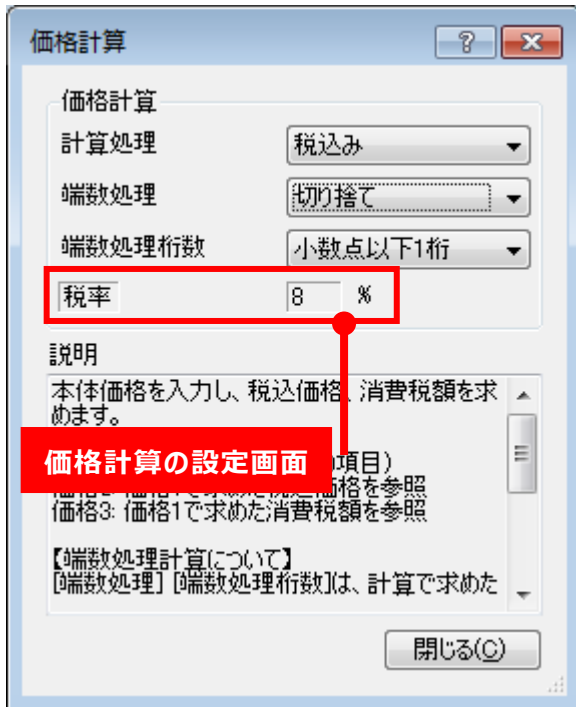 価格計算
価格計算
計算処理 税込み
端数処理 切り捨て
端数処理桁数 小数点以下1桁
税率 8 %
説明
本体価格を入力し、税込価格、消費税額を求
めます。
価格計算の設定画面
項目)
価格を参照
価格3: 価格1で求めた消費税額を参照
【端数処理計算について】
[端数処理] [端数処理桁数]は、計算で求めた
閉じる(C)